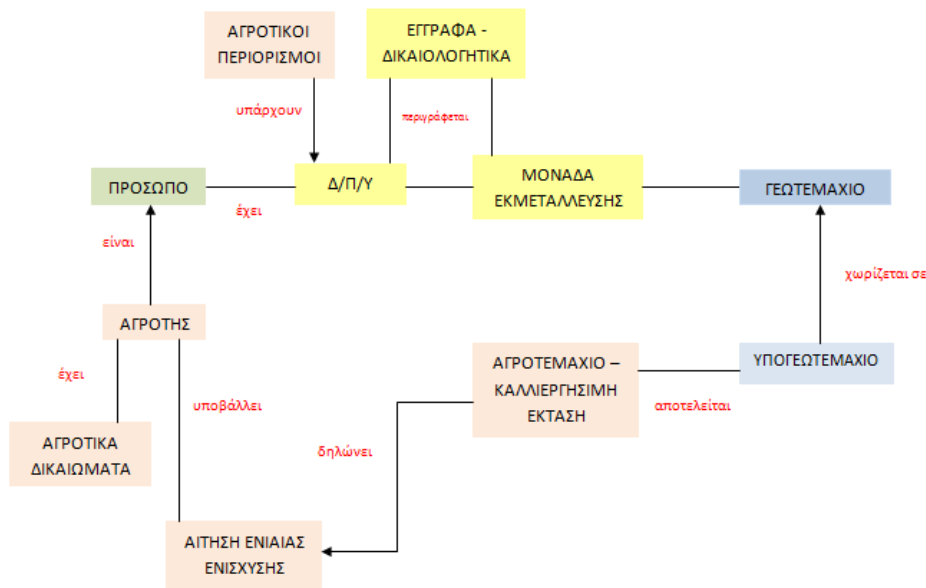 ΑΓΡΟΤΙΚΟΙ
ΠΕΡΙΟΡΙΣΜΟΙ
ΕΓΓΡΑΦΑ -
ΔΙΚΑΙΟΛΟΓΗΤΙΚΑ
υπάρχουν
περιγράφεται
ΠΡΟΣΩΠΟ
Δ/Π/Υ
ΜΟΝΑΔΑ
ΕΚΜΕΤΑΛΛΕΥΣΗΣ
ΓΕΩΤΕΜΑΧΙΟ
έχει
είναι
χωρίζεται σε
ΑΓΡΟΤΗΣ
ΑΓΡΟΤΕΜΑΧΙΟ –
ΚΑΛΛΙΕΡΓΗΣΙΜΗ
ΕΚΤΑΣΗ
ΥΠΟΓΕΩΤΕΜΑΧΙΟ
έχει
υποβάλλει
αποτελείται
ΑΓΡΟΤΙΚΑ
ΔΙΚΑΙΩΜΑΤΑ
δηλώνει
ΑΙΤΗΣΗ ΕΝΙΑΙΑΣ
ΕΝΙΣΧΥΣΗΣ